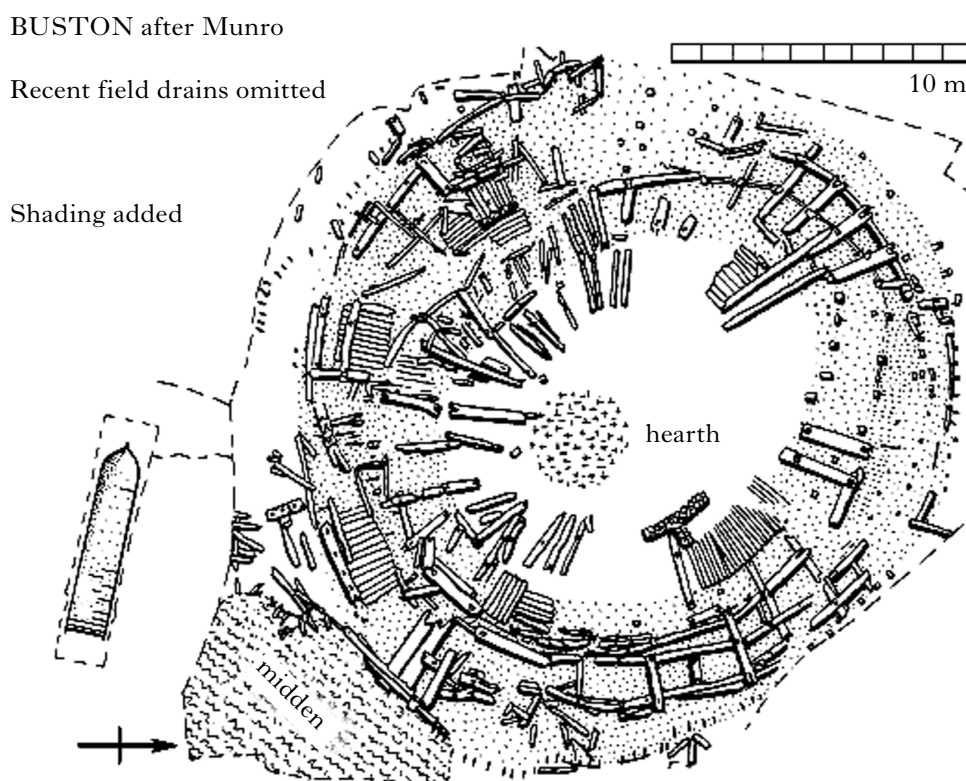 BUSTON after Munro
Recent field drains omitted
10 m
Shading added
hearth
midden